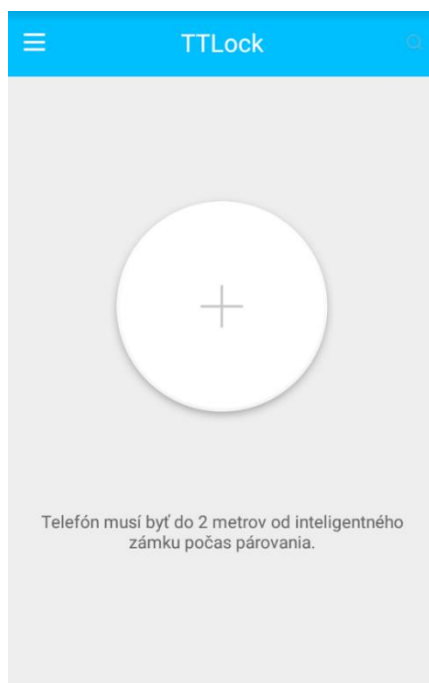 TTLock
Telefón musí byť do 2 metrov od inteligentného
zámku počas párovania.